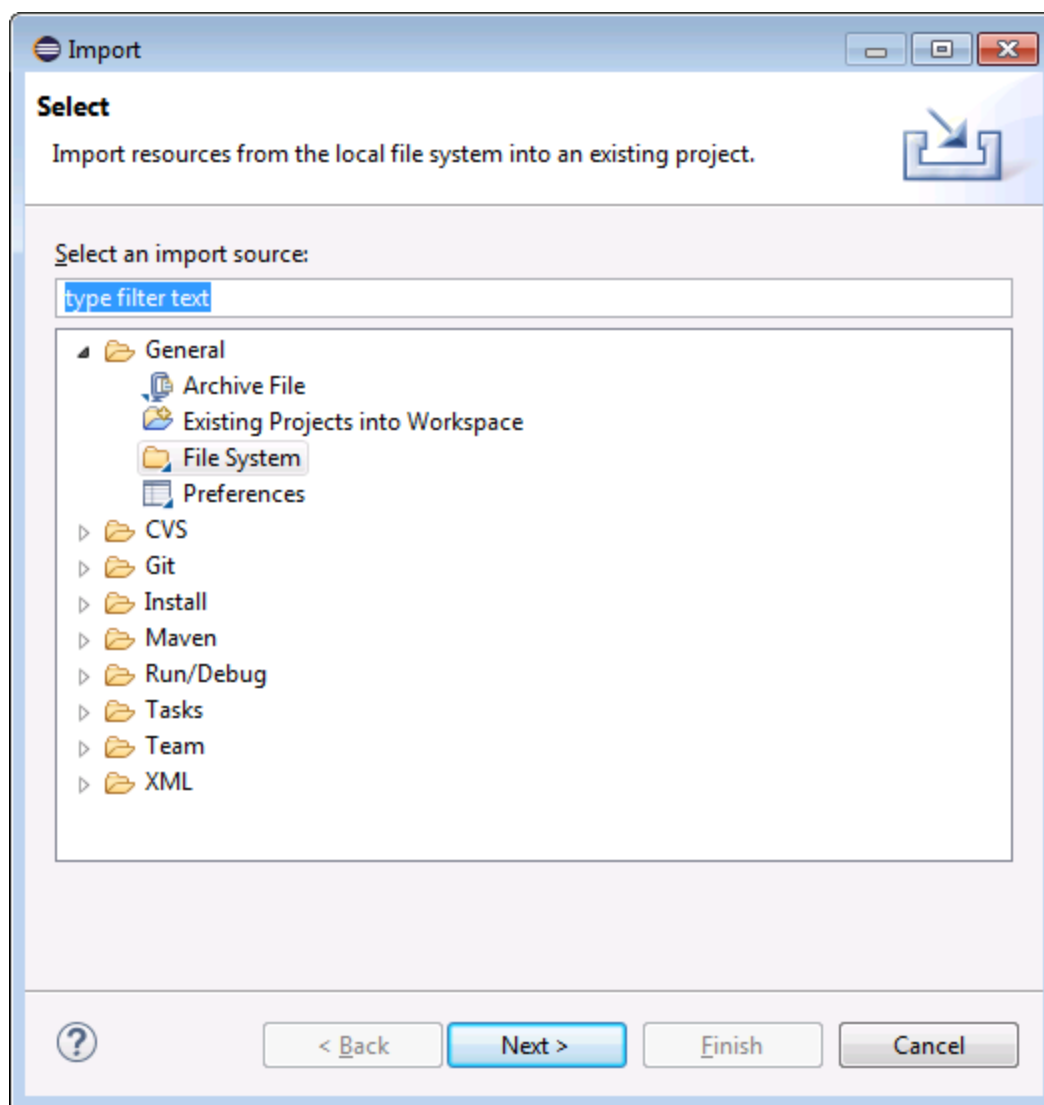 Import
Select
Import resources from the local file system into an existing project.
Select an import source:
type filter text
General
Archive File
Existing Projects into Workspace
File System
Preferences
CVS
Git
Install
Maven
Run/Debug
Tasks
Team
XML
? < Back Next > Finish Cancel